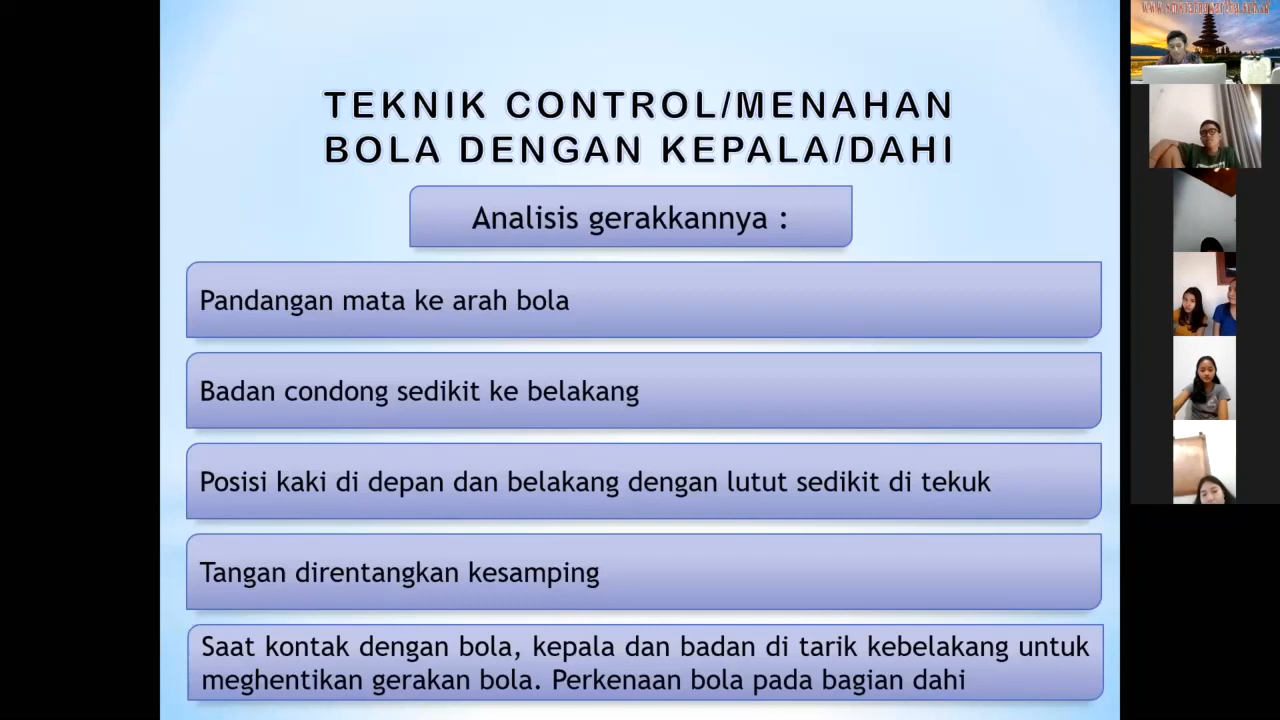 TEKNIK CONTROL/MENAHAN
BOLA DENGAN KEPALA/DAHI
Analisis gerakkannya :
Pandangan mata ke arah bola
Badan condong sedikit ke belakang
Posisi kaki di depan dan belakang dengan lutut sedikit di tekuk
Tangan direntangkan kesamping
Saat kontak dengan bola, kepala dan badan di tarik kebelakang untuk
meghentikan gerakan bola. Perkenaan bola pada bagian dahi